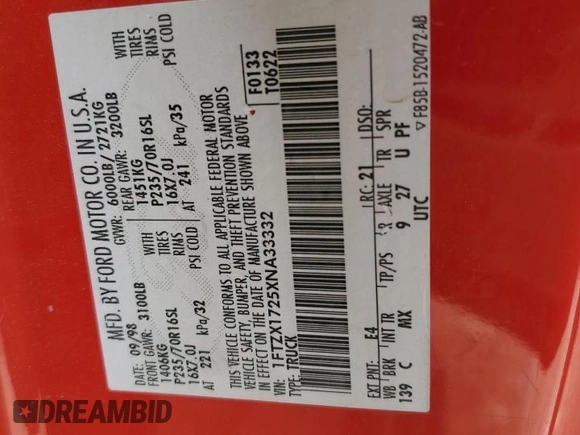 MFD. BY FORD MOTOR CO. IN U.S.A.
DATE: 09/98 GVWR: 6000LB/ 2721KG
FRONT GAWR: 3100LB REAR GAWR: 3200LB
1406KG WITH 1451KG WITH
P235/70R16SL TIRES P235/70R16SL TIRES
16X7.0J RIMS 16X7.0J RIMS
AT 221 kPa/32 PSI COLD AT 241 kPa/35 PSI COLD
THIS VEHICLE CONFORMS TO ALL APPLICABLE FEDERAL MOTOR
VEHICLE SAFETY, BUMPER, AND THEFT PREVENTION STANDARDS
IN EFFECT ON THE DATE OF MANUFACTURE SHOWN ABOVE
VIN: 1FTZX1725XNA33332
TYPE: TRUCK
F0133
T0622
EXT PNT: E4 RC: 21 DSO:
WB BRK INT TR TP/PS R AXLE TR SPR
139 C MX 9 27 U PF
UTC
▽ F85B-1520472-AB
DREAMBID